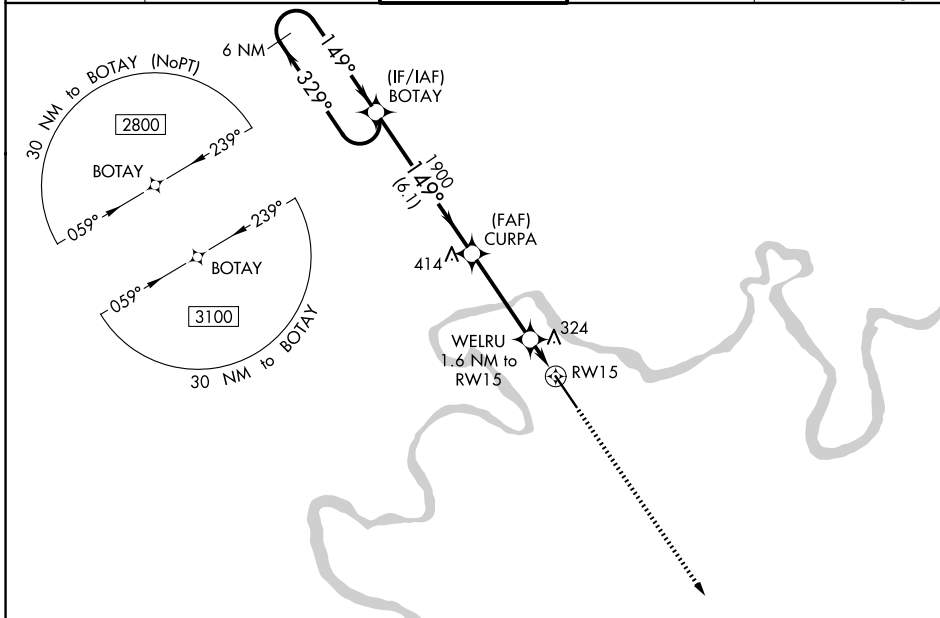 30 NM to BOTAY (NoPT)
2800
BOTAY
059°
239°
059°
239°
BOTAY
3100
30 NM to BOTAY
6 NM
149°
329°
(IF/IAF)
BOTAY
1900
149°
(6.1)
(FAF)
CURPA
414
WELRU
1.6 NM to
RW15
324
RW15